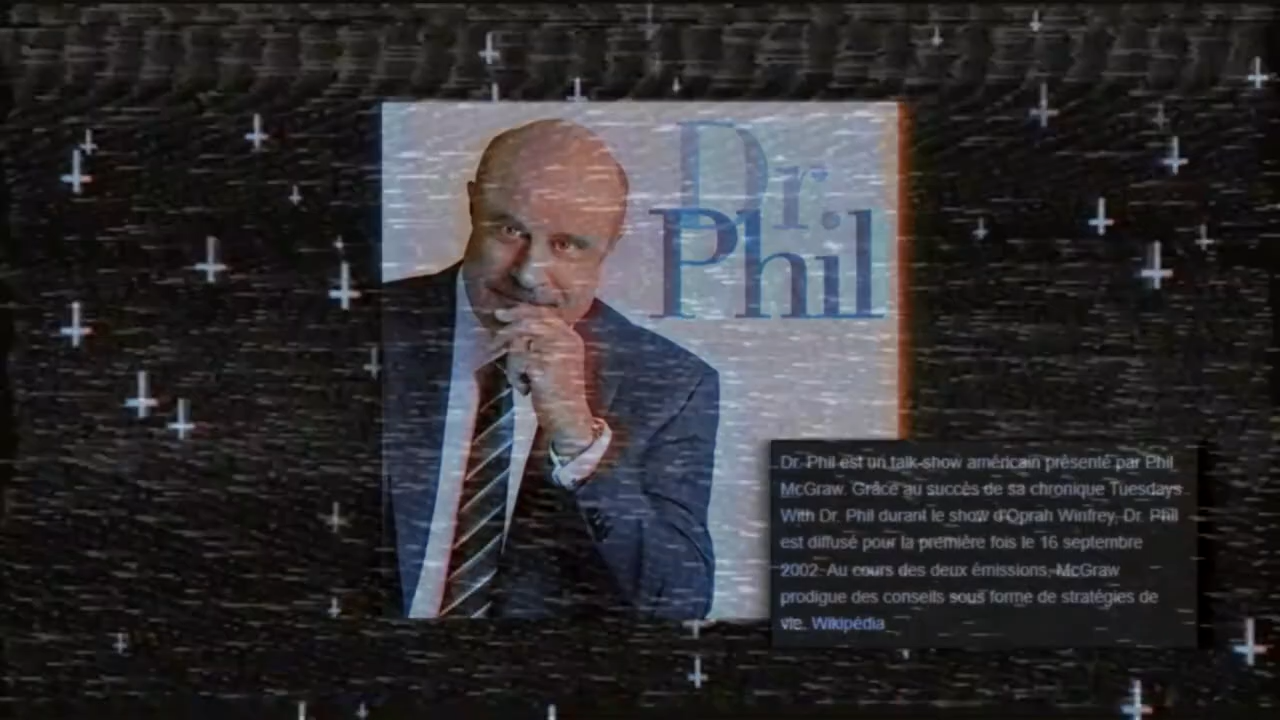 Dr.
Phil
Dr. Phil est un talk-show américain présenté par Phil
McGraw. Grâce au succès de sa chronique Tuesdays
With Dr. Phil durant le show d'Oprah Winfrey, Dr. Phil
est diffusé pour la première fois le 16 septembre
2002. Au cours des deux émissions, McGraw
prodigue des conseils sous forme de stratégies de
vie. Wikipédia